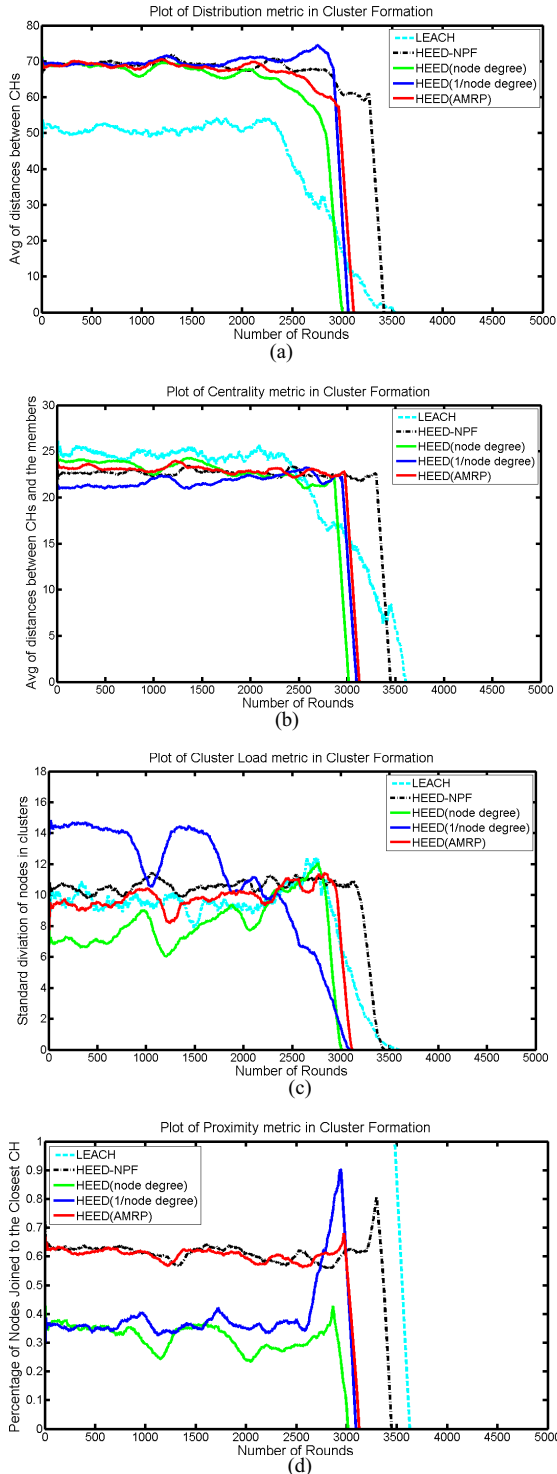 Plot of Distribution metric in Cluster Formation
80
70
60
50
40
30
20
10
0
Avg of distances between CHs
LEACH
HEED-NPF
HEED(node degree)
HEED(1/node degree)
HEED(AMRP)
0 500 1000 1500 2000 2500 3000 3500 4000 4500 5000
Number of Rounds
(a)
Plot of Centrality metric in Cluster Formation
30
25
20
15
10
5
0
Avg of distances between CHs and the members
LEACH
HEED-NPF
HEED(node degree)
HEED(1/node degree)
HEED(AMRP)
0 500 1000 1500 2000 2500 3000 3500 4000 4500 5000
Number of Rounds
(b)
Plot of Cluster Load metric in Cluster Formation
18
16
14
12
10
8
6
4
2
0
Standard diviation of nodes in clusters
LEACH
HEED-NPF
HEED(node degree)
HEED(1/node degree)
HEED(AMRP)
0 500 1000 1500 2000 2500 3000 3500 4000 4500 5000
Number of Rounds
(c)
Plot of Proximity metric in Cluster Formation
1
0.9
0.8
0.7
0.6
0.5
0.4
0.3
0.2
0.1
0
Percentage of Nodes Joined to the Closest CH
LEACH
HEED-NPF
HEED(node degree)
HEED(1/node degree)
HEED(AMRP)
0 500 1000 1500 2000 2500 3000 3500 4000 4500 5000
Number of Rounds
(d)